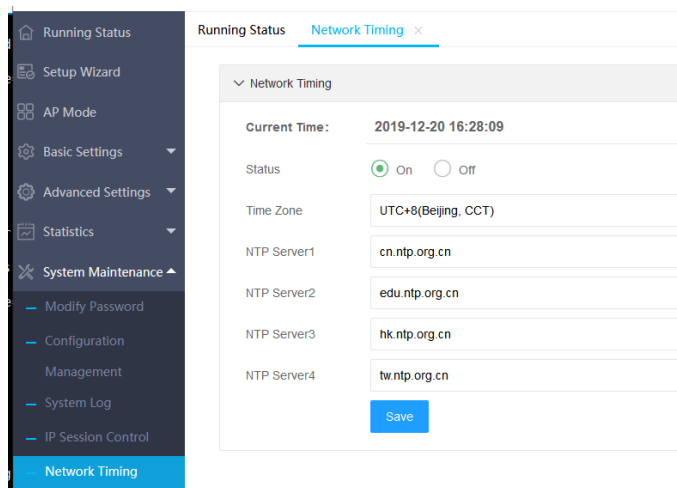 Running Status
Setup Wizard
AP Mode
Basic Settings
Advanced Settings
Statistics
System Maintenance
Modify Password
Configuration
Management
System Log
IP Session Control
Network Timing
Running Status Network Timing ×
Network Timing
Current Time: 2019-12-20 16:28:09
Status On Off
Time Zone UTC+8(Beijing, CCT)
NTP Server1 cn.ntp.org.cn
NTP Server2 edu.ntp.org.cn
NTP Server3 hk.ntp.org.cn
NTP Server4 tw.ntp.org.cn
Save